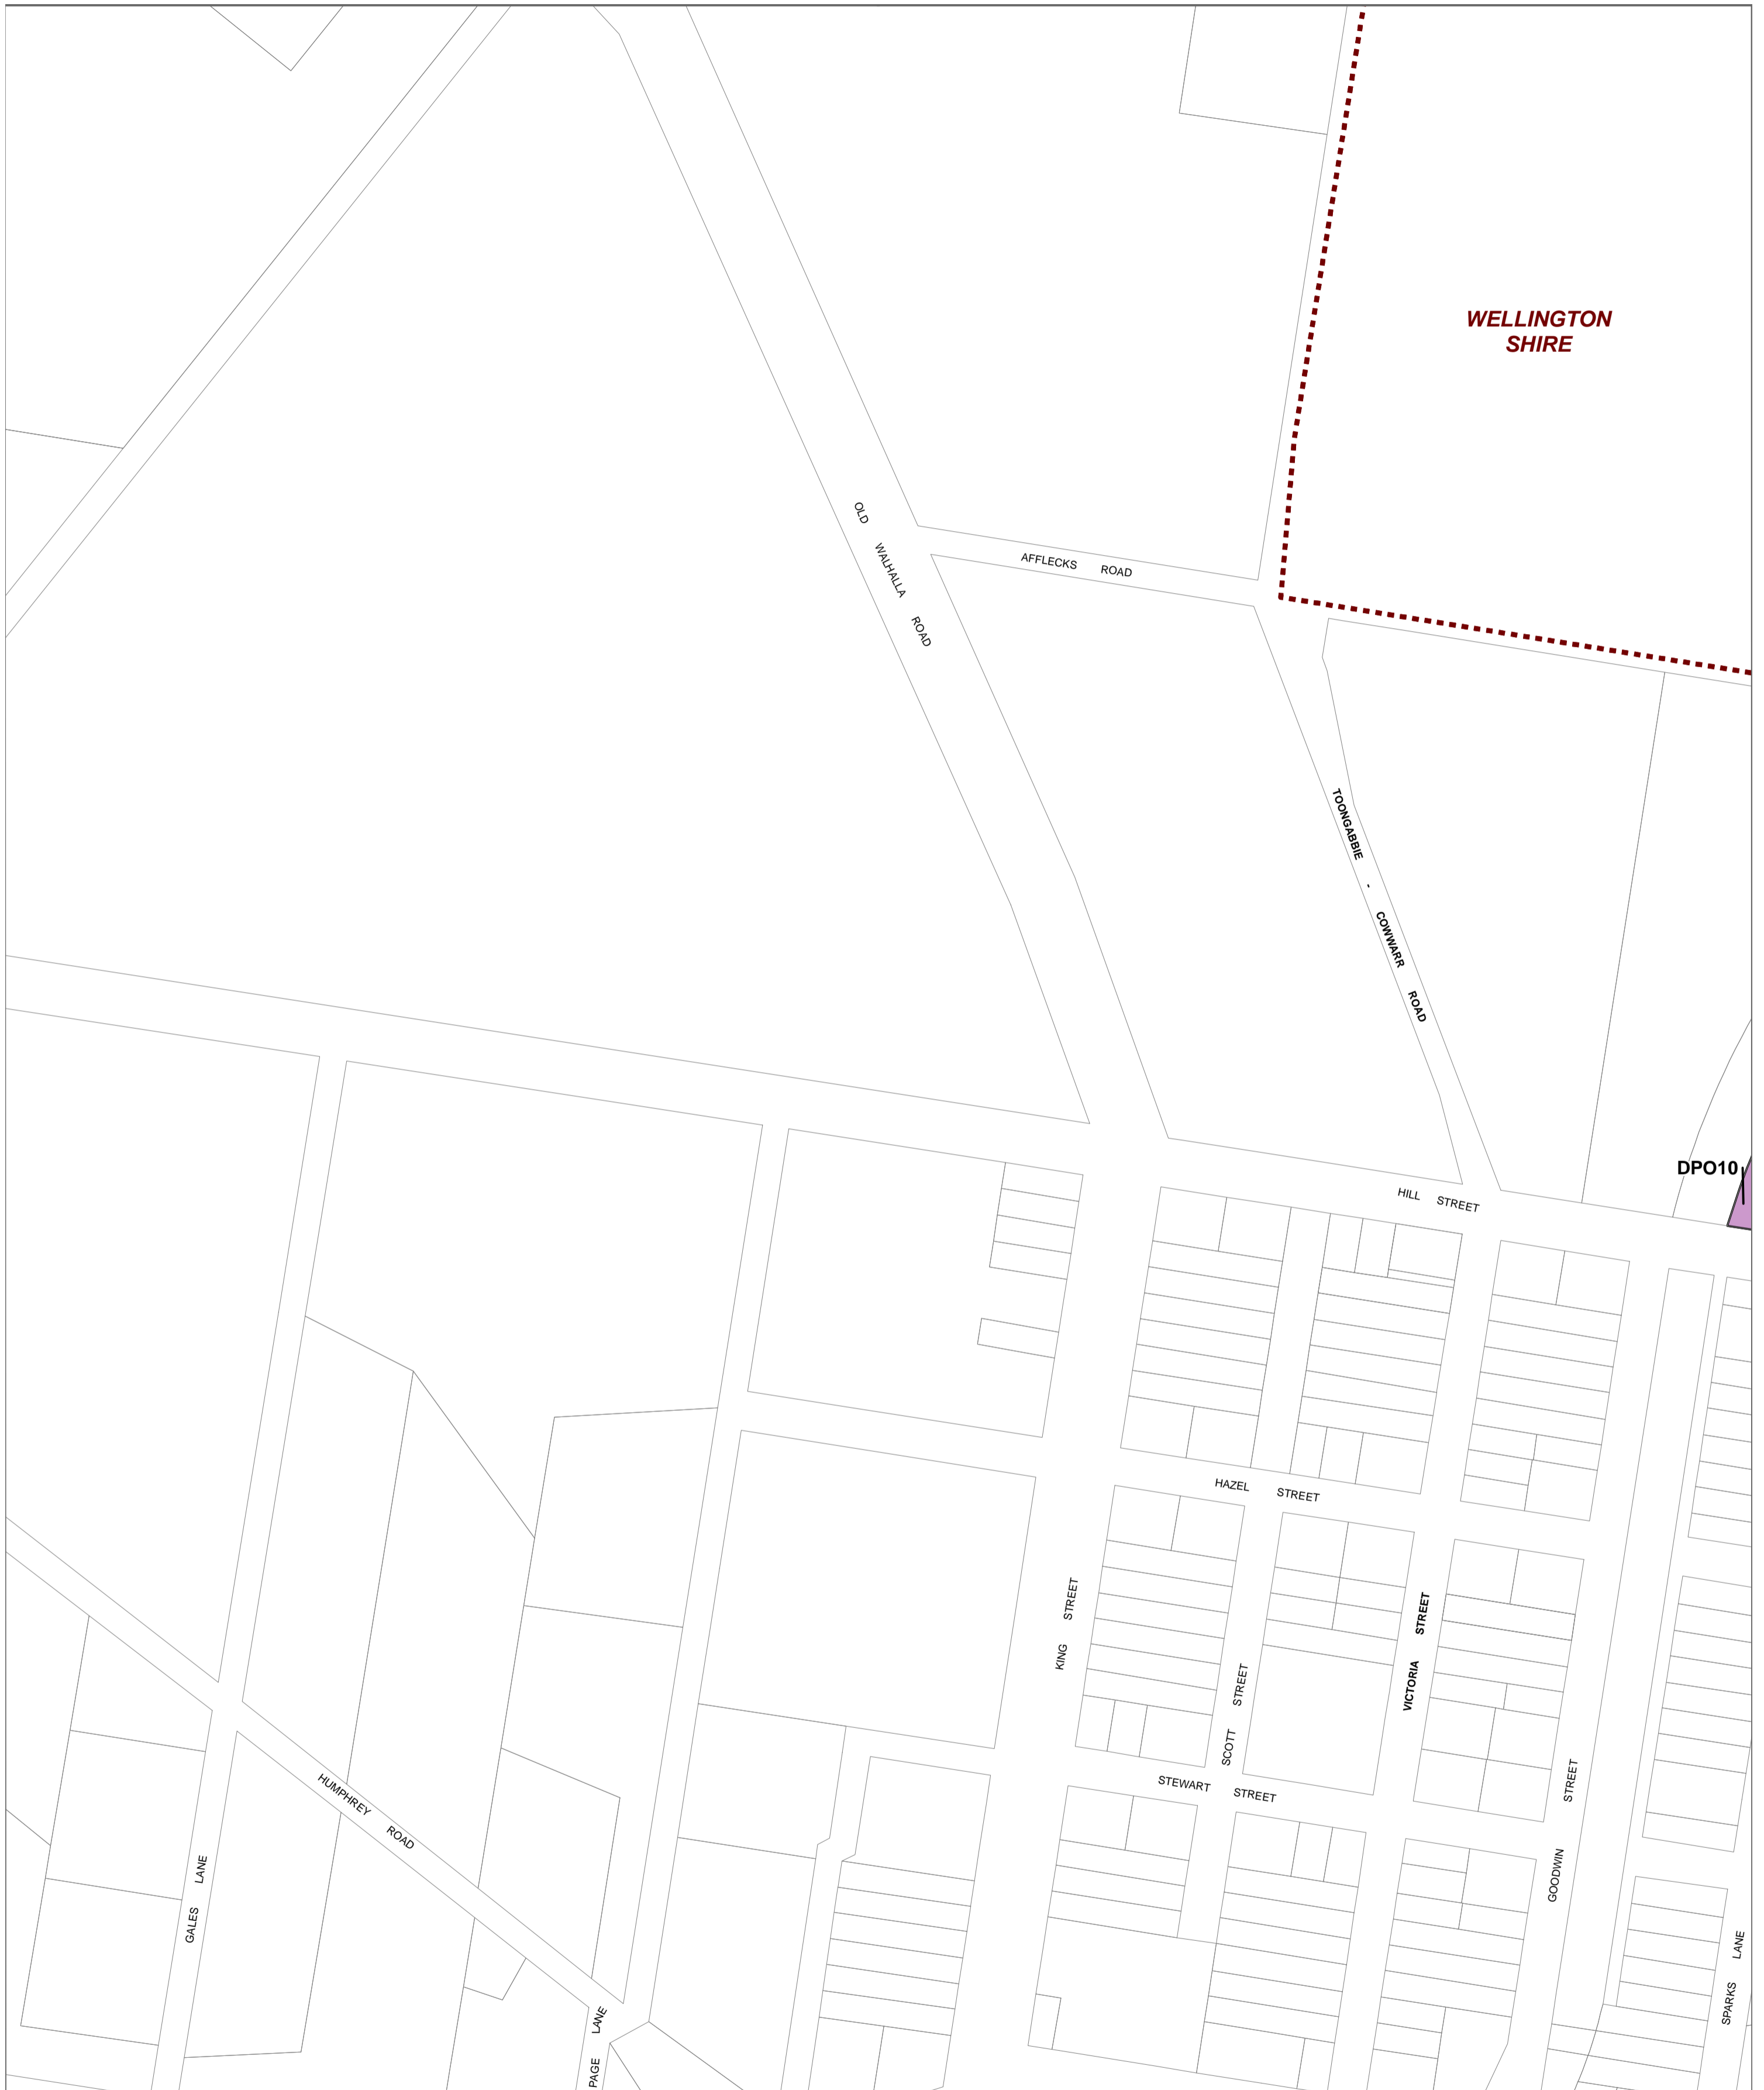 WELLINGTON
SHIRE
OLD WALHALLA ROAD
AFFLECKS ROAD
TOONGABBIE - COWWARR ROAD
DPO10
HILL STREET
HAZEL STREET
KING STREET
SCOTT STREET
VICTORIA STREET
STEWART STREET
GOODWIN STREET
HUMPHREY ROAD
GALES LANE
PAGE LANE
SPARKS LANE